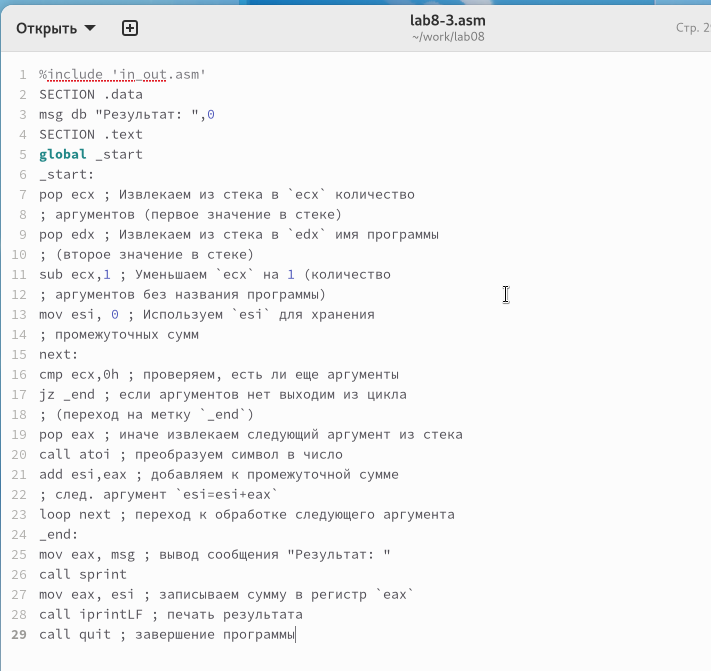 Открыть
lab8-3.asm
~/work/lab08
Стр. 2
1 %include 'in_out.asm'
2 SECTION .data
3 msg db "Результат: ",0
4 SECTION .text
5 global _start
6 _start:
7 pop ecx ; Извлекаем из стека в `ecx` количество
8 ; аргументов (первое значение в стеке)
9 pop edx ; Извлекаем из стека в `edx` имя программы
10 ; (второе значение в стеке)
11 sub ecx,1 ; Уменьшаем `ecx` на 1 (количество
12 ; аргументов без названия программы)
13 mov esi, 0 ; Используем `esi` для хранения
14 ; промежуточных сумм
15 next:
16 cmp ecx,0h ; проверяем, есть ли еще аргументы
17 jz _end ; если аргументов нет выходим из цикла
18 ; (переход на метку `_end`)
19 pop eax ; иначе извлекаем следующий аргумент из стека
20 call atoi ; преобразуем символ в число
21 add esi,eax ; добавляем к промежуточной сумме
22 ; след. аргумент `esi=esi+eax`
23 loop next ; переход к обработке следующего аргумента
24 _end:
25 mov eax, msg ; вывод сообщения "Результат: "
26 call sprint
27 mov eax, esi ; записываем сумму в регистр `eax`
28 call iprintLF ; печать результата
29 call quit ; завершение программы